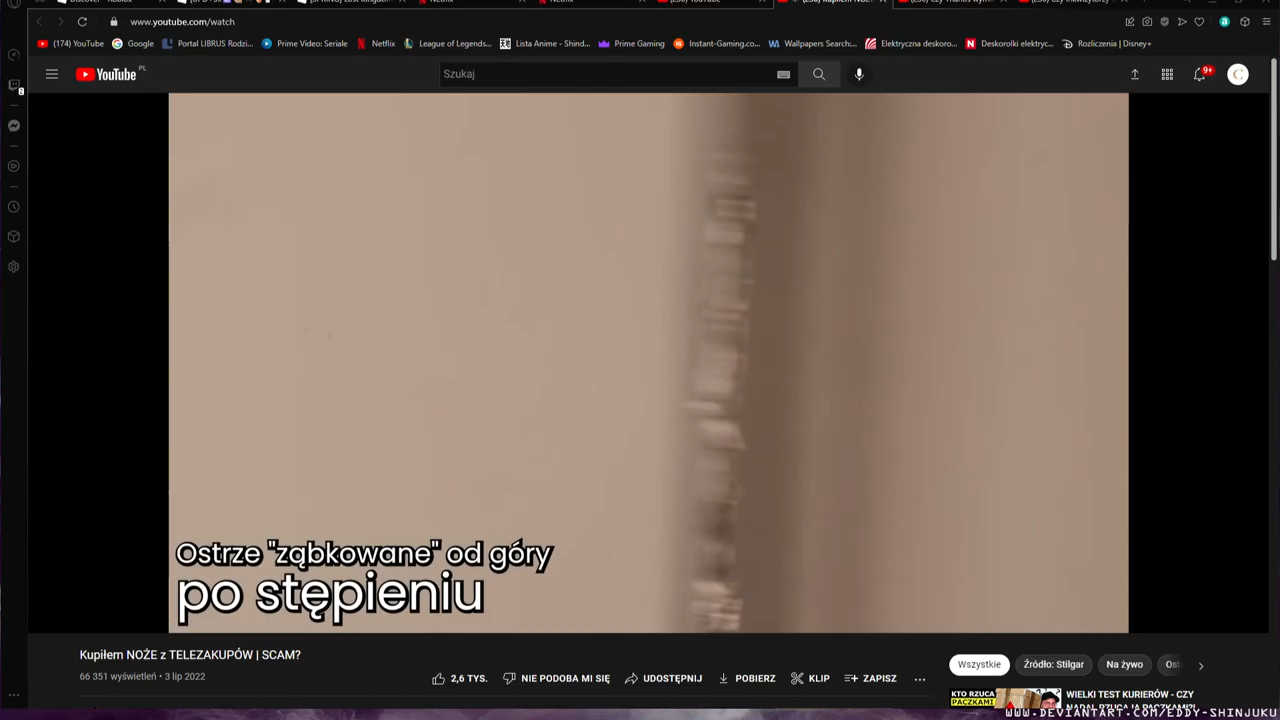 www.youtube.com/watch
(174) YouTube
Google
Portal LIBRUS Rodzi...
Prime Video: Seriale
Netflix
League of Legends...
Lista Anime - Shind...
Prime Gaming
Instant-Gaming.co...
Wallpapers Search:...
Elektryczna deskoro...
Deskorolki elektryc...
Rozliczenia | Disney+
2
YouTube PL
Szukaj
9+
C
Ostrze "ząbkowane" od góry
po stępieniu
Kupiłem NOŻE z TELEZAKUPÓW | SCAM?
66 351 wyświetleń • 3 lip 2022
2,6 TYS.
NIE PODOBA MI SIĘ
UDOSTĘPNIJ
POBIERZ
KLIP
ZAPISZ
Wszystkie
Źródło: Stilgar
Na żywo
KTO RZUCA
PACZKAMI?
WIELKI TEST KURIERÓW - CZY
NADAL RZUCAJĄ PACZKAMI?
WWW.DEVIANTART.COM/EDDY-SHINJUKU